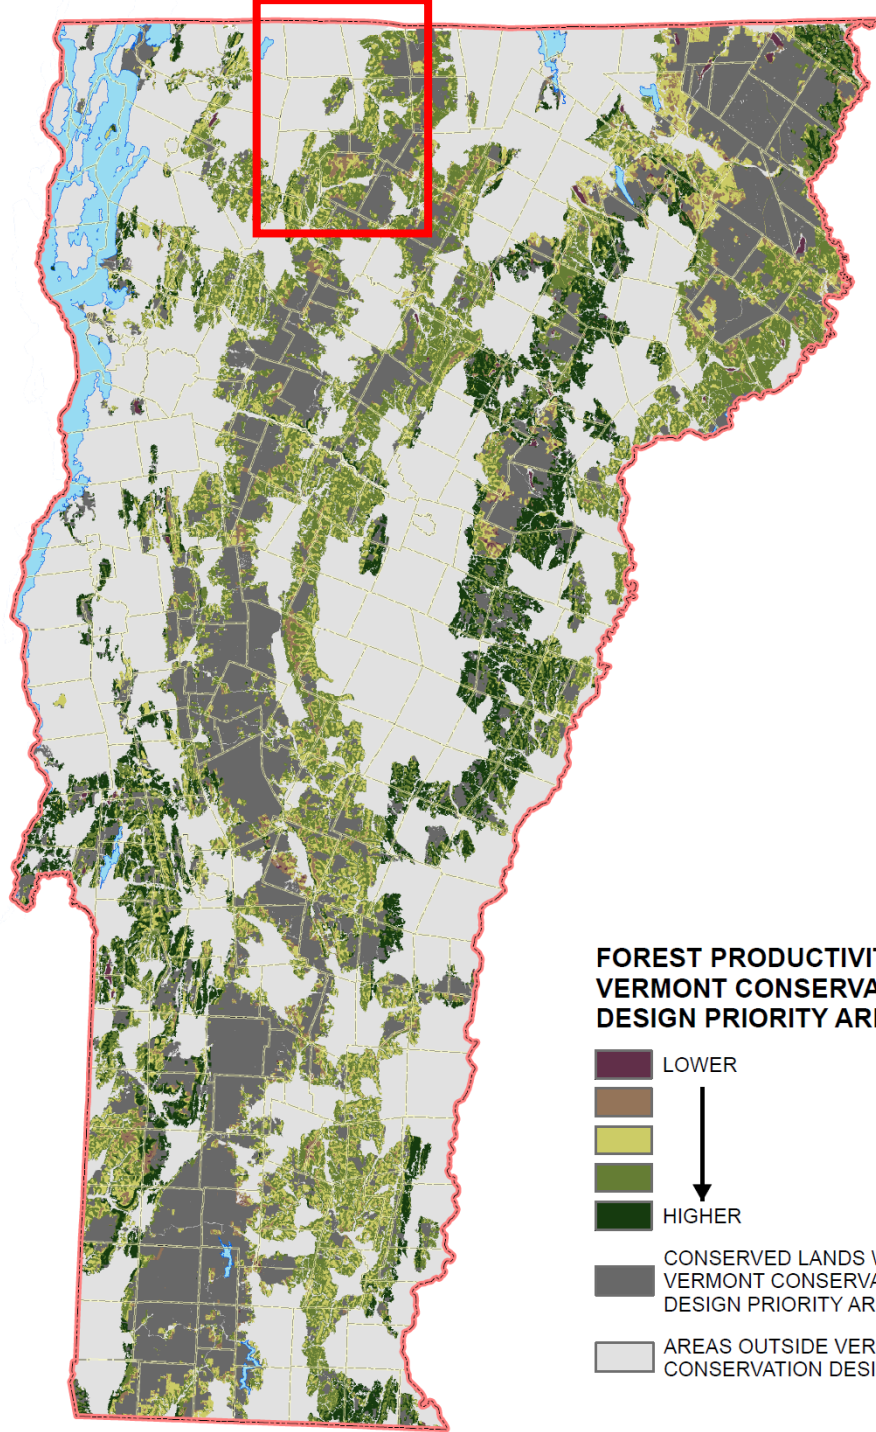 FOREST PRODUCTIVIT
VERMONT CONSERVA
DESIGN PRIORITY ARE
LOWER
HIGHER
CONSERVED LANDS W
VERMONT CONSERVA
DESIGN PRIORITY AR
AREAS OUTSIDE VER
CONSERVATION DESI